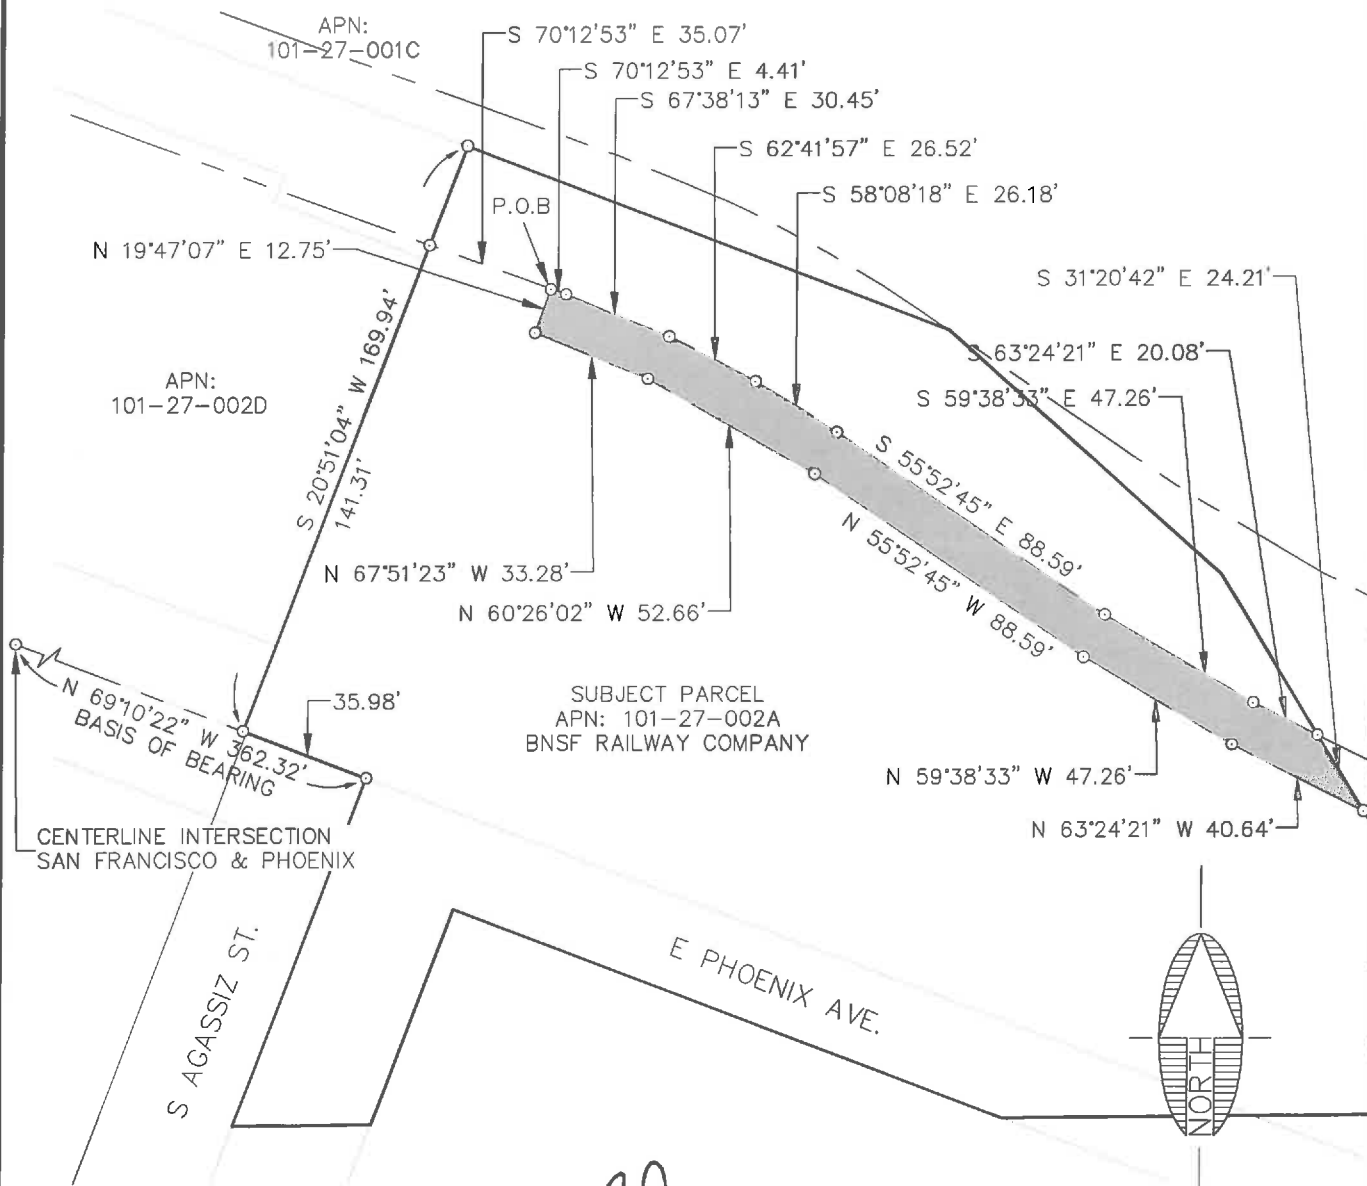 APN:
101-27-001C
S 70°12'53" E 35.07'
S 70°12'53" E 4.41'
S 67°38'13" E 30.45'
S 62°41'57" E 26.52'
S 58°08'18" E 26.18'
P.O.B
N 19°47'07" E 12.75'
S 31°20'42" E 24.21'
S 63°24'21" E 20.08'
S 59°38'33" E 47.26'
APN:
101-27-002D
S 20°51'04" W 169.94'
141.31'
S 55°52'45" E 88.59'
N 55°52'45" W 88.59'
N 67°51'23" W 33.28'
N 60°26'02" W 52.66'
35.98'
N 69°10'22" W 362.32'
BASIS OF BEARING
SUBJECT PARCEL
APN: 101-27-002A
BNSF RAILWAY COMPANY
N 59°38'33" W 47.26'
N 63°24'21" W 40.64'
CENTERLINE INTERSECTION
SAN FRANCISCO & PHOENIX
S AGASSIZ ST.
E PHOENIX AVE.
NORTH